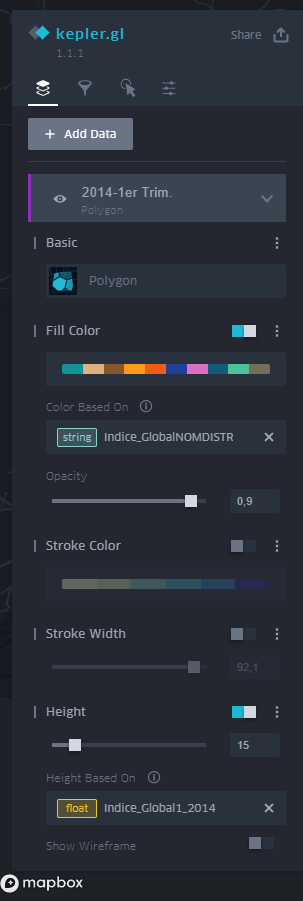 kepler.gl
Share
1.1.1
+ Add Data
2014-1er Trim.
Polygon
Basic
Polygon
Fill Color
Color Based On
string Indice_GlobalNOMDISTR
Opacity
0,9
Stroke Color
Stroke Width
92,1
Height
15
Height Based On
float Indice_Global1_2014
Show Wireframe
mapbox